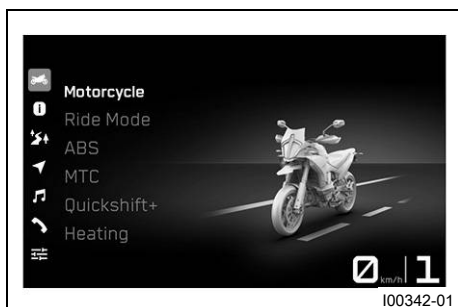 Motorcycle
Ride Mode
ABS
MTC
Quickshift+
Heating
0 km/h 1
I00342-01